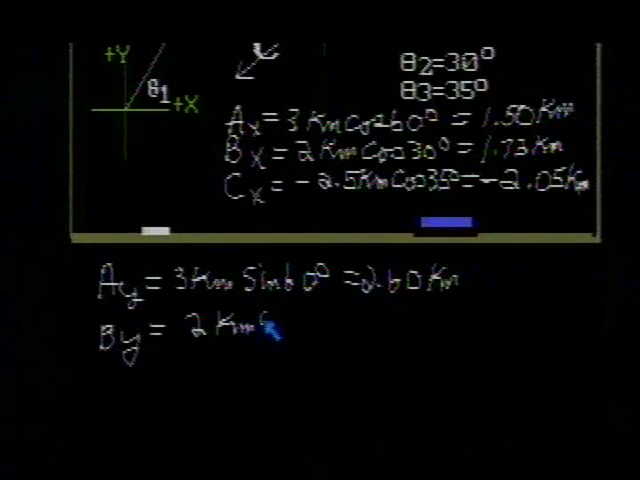 +Y
θ1
+X
C
θ2=30°
θ3=35°
Ax = 3 Km Cos 60° = 1.50 Km
Bx = 2 Km Cos 30° = 1.73 Km
Cx = - 2.5 Km Cos 35° = - 2.05 Km
Ay = 3 Km Sin 60° = 2.60 Km
By = 2 Km S